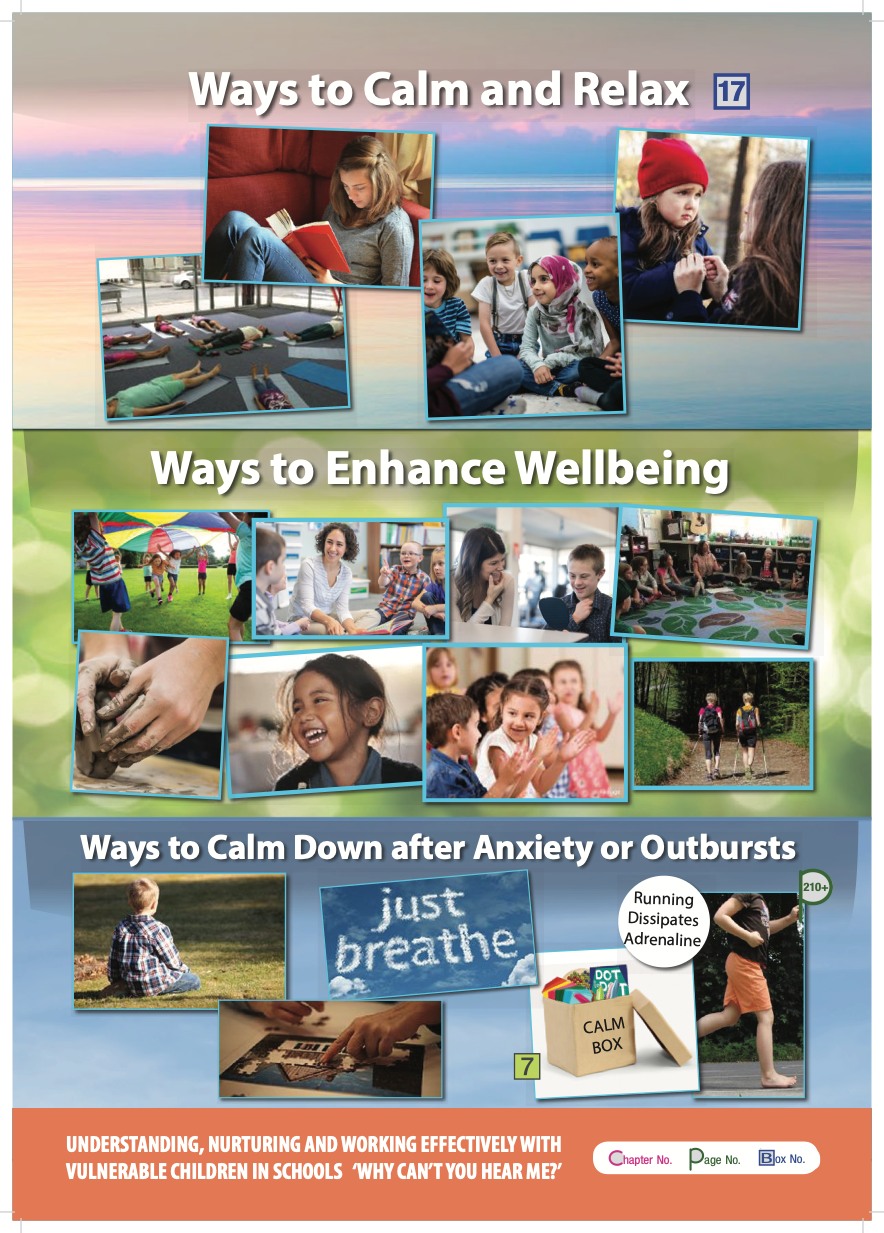 Ways to Calm and Relax 17
Ways to Enhance Wellbeing
Ways to Calm Down after Anxiety or Outbursts
just
breathe
Running
Dissipates
Adrenaline
210+
DOT
CALM
BOX
7
UNDERSTANDING, NURTURING AND WORKING EFFECTIVELY WITH
VULNERABLE CHILDREN IN SCHOOLS ‘WHY CAN’T YOU HEAR ME?’
Chapter No. Page No. Box No.